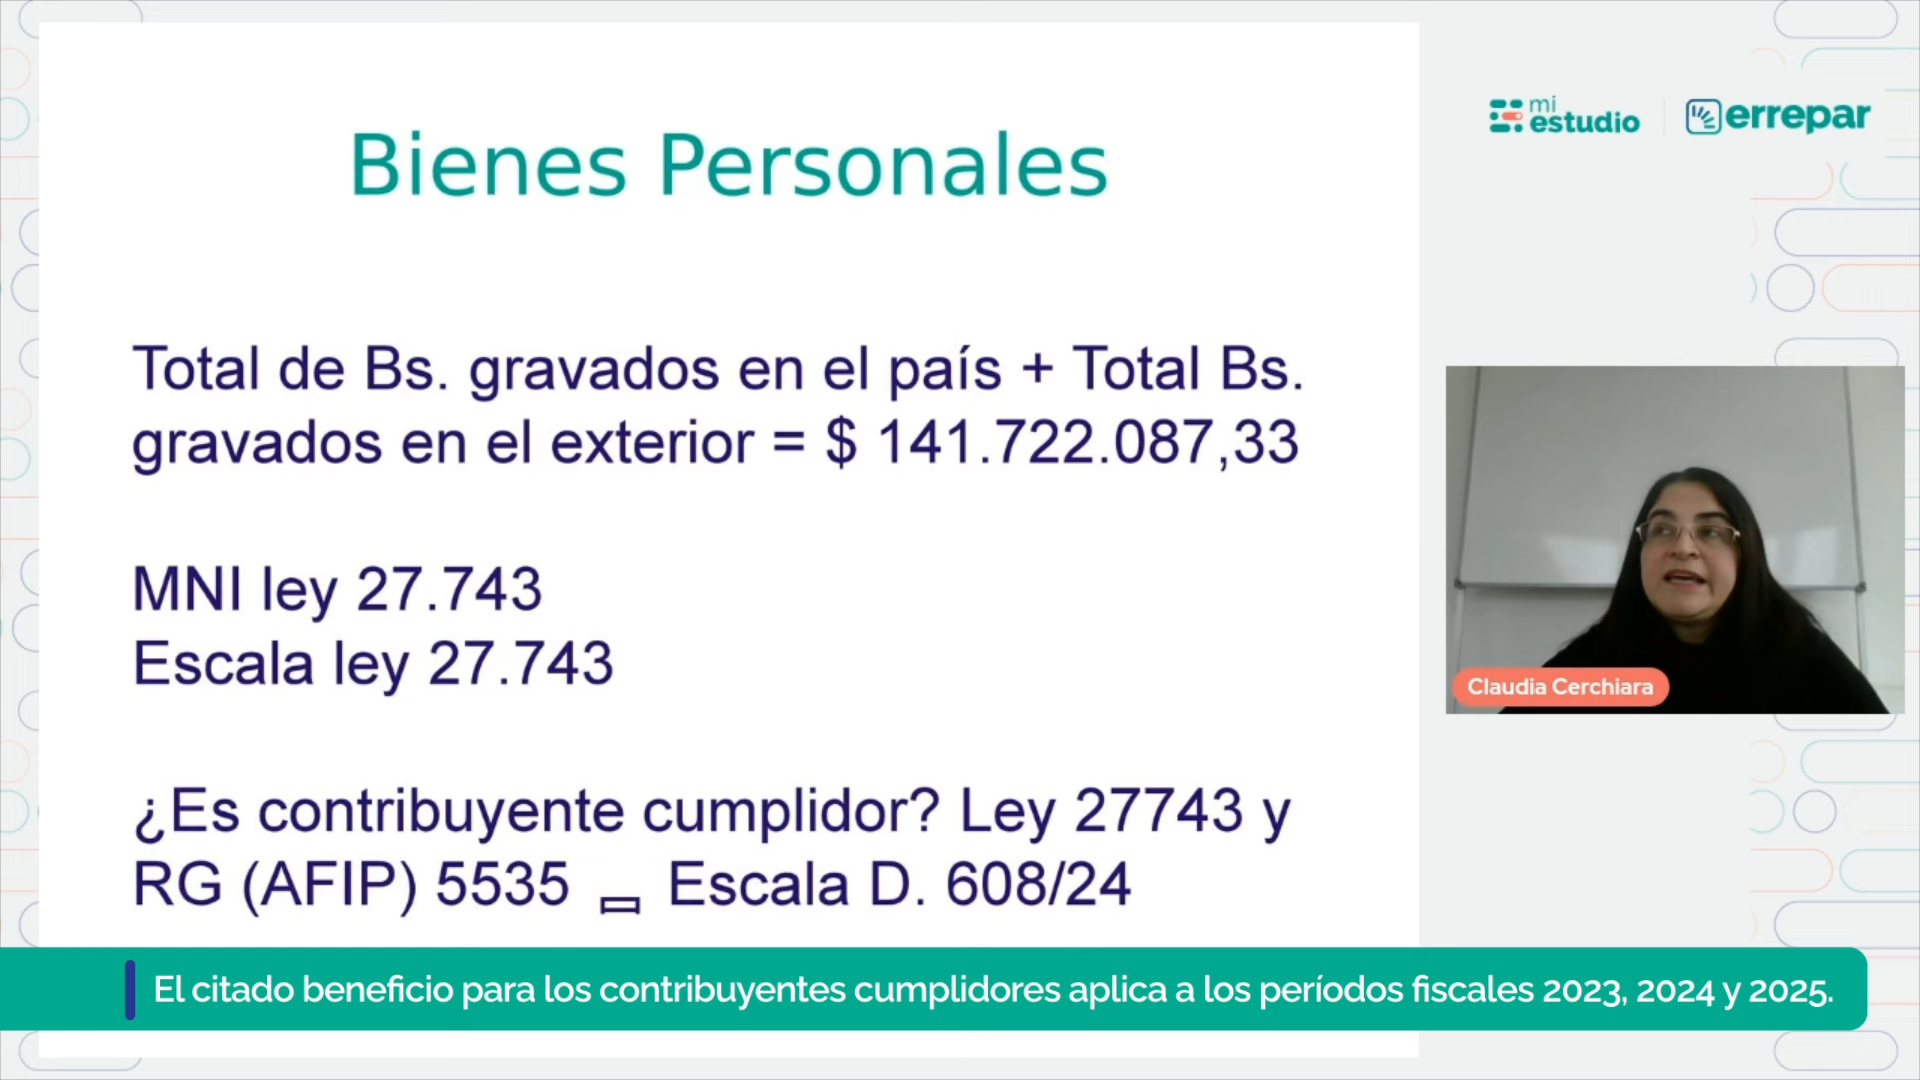 Bienes Personales
mi
estudio
errepar
Total de Bs. gravados en el país + Total Bs.
gravados en el exterior = $ 141.722.087,33
MNI ley 27.743
Escala ley 27.743
¿Es contribuyente cumplidor? Ley 27743 y
RG (AFIP) 5535 Escala D. 608/24
Claudia Cerchiara
El citado beneficio para los contribuyentes cumplidores aplica a los períodos fiscales 2023, 2024 y 2025.